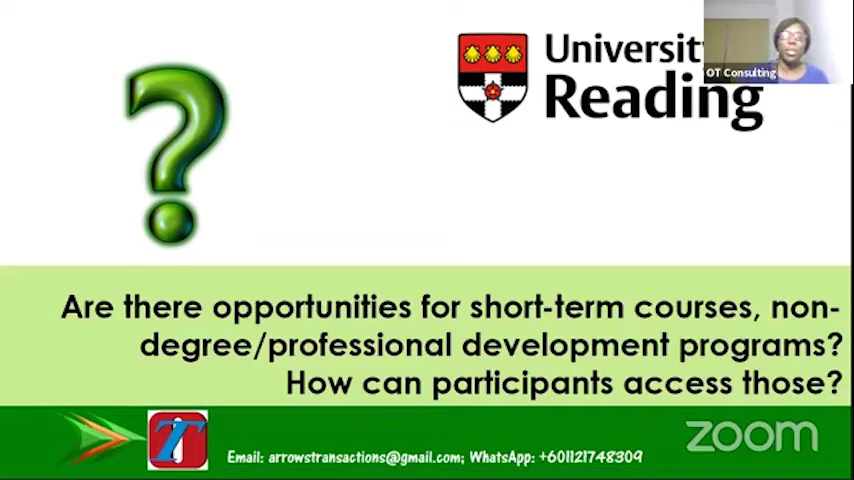 University
Reading
OT Consulting
Are there opportunities for short-term courses, non-
degree/professional development programs?
How can participants access those?
Email: arrowstransactions@gmail.com; WhatsApp: +601121748309
zoom